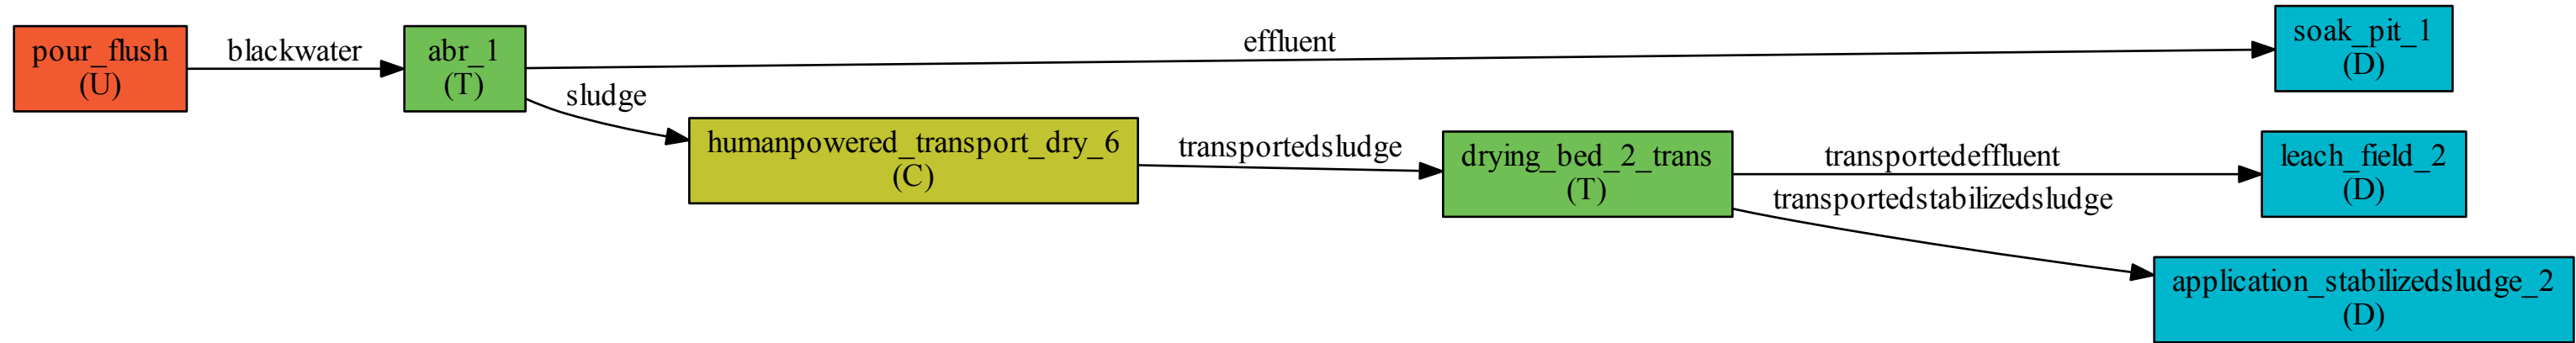 pour_flush
(U)
blackwater
abr_1
(T)
effluent
soak_pit_1
(D)
sludge
humanpowered_transport_dry_6
(C)
transportedsludge
drying_bed_2_trans
(T)
transportedeffluent
leach_field_2
(D)
transportedstabilizedsludge
application_stabilizedsludge_2
(D)